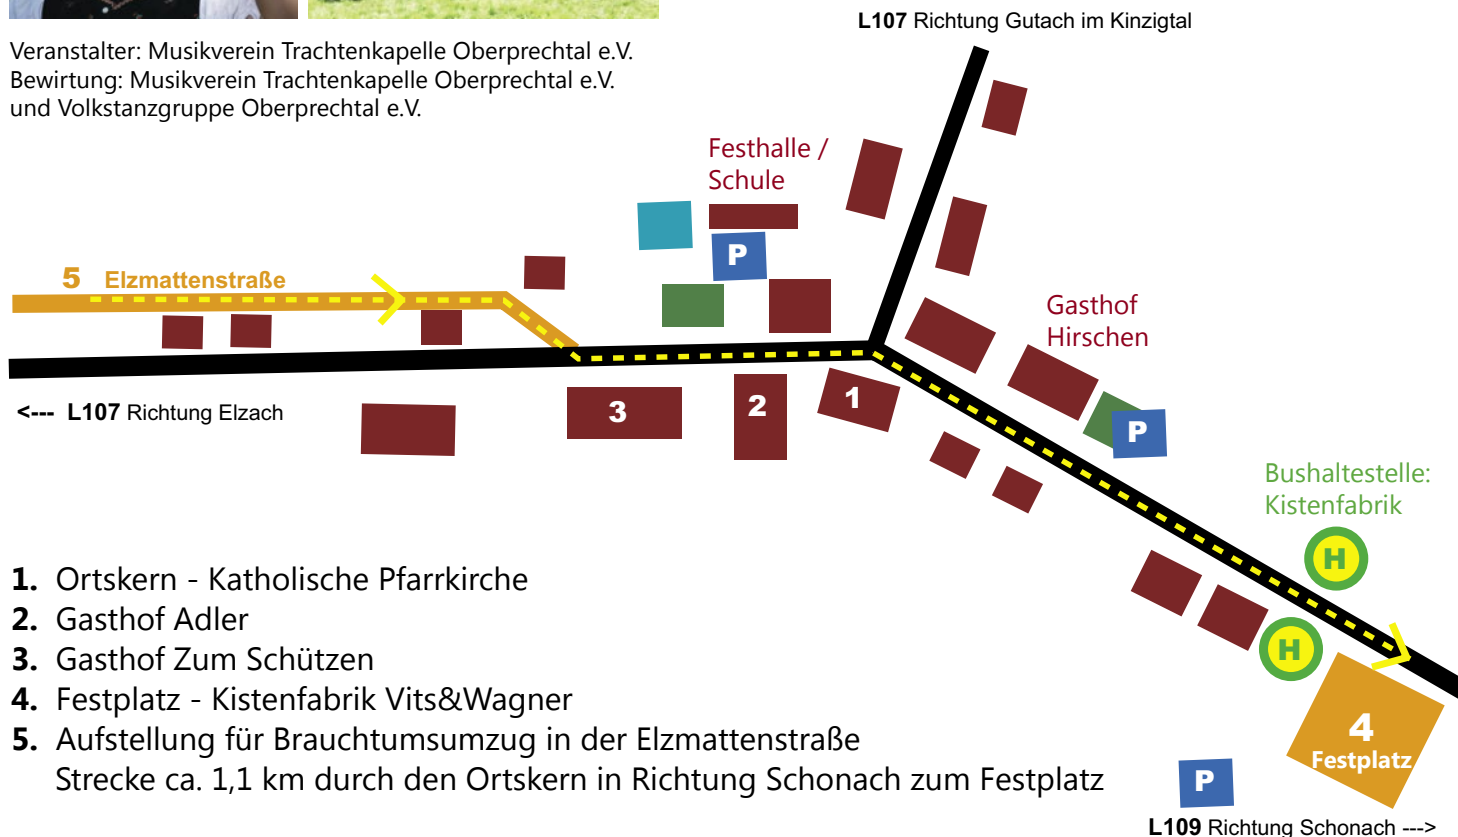 L107 Richtung Gutach im Kinzigtal
Veranstalter: Musikverein Trachtenkapelle Oberprechtal e.V.
Bewirtung: Musikverein Trachtenkapelle Oberprechtal e.V.
und Volkstanzgruppe Oberprechtal e.V.
Festhalle /
Schule
P
5 Elzmattenstraße
Gasthof
Hirschen
<--- L107 Richtung Elzach
3
2
1
P
Bushaltestelle:
Kistenfabrik
H
H
1. Ortskern - Katholische Pfarrkirche
2. Gasthof Adler
3. Gasthof Zum Schützen
4. Festplatz - Kistenfabrik Vits&Wagner
5. Aufstellung für Brauchtumsumzug in der Elzmattenstraße
Strecke ca. 1,1 km durch den Ortskern in Richtung Schonach zum Festplatz
4
Festplatz
P
L109 Richtung Schonach --->